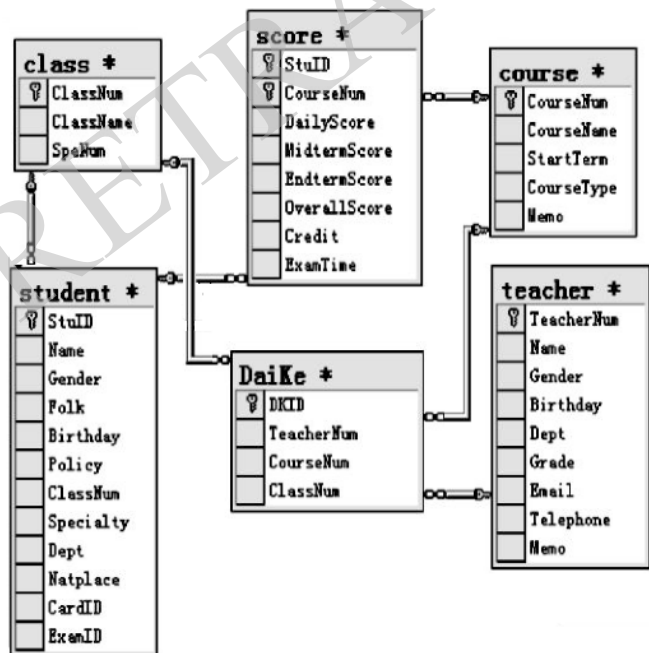 class *
ClassNum
ClassName
SpeNum
score *
StuID
CourseNum
DailyScore
MidtermScore
EndtermScore
OverallScore
Credit
ExamTime
course *
CourseNum
CourseName
StartTerm
CourseType
Memo
student *
StuID
Name
Gender
Folk
Birthday
Policy
ClassNum
Specialty
Dept
Natplace
CardID
ExamID
DaiKe *
DKID
TeacherNum
CourseNum
ClassNum
teacher *
TeacherNum
Name
Gender
Birthday
Dept
Grade
Email
Telephone
Memo
RETRA